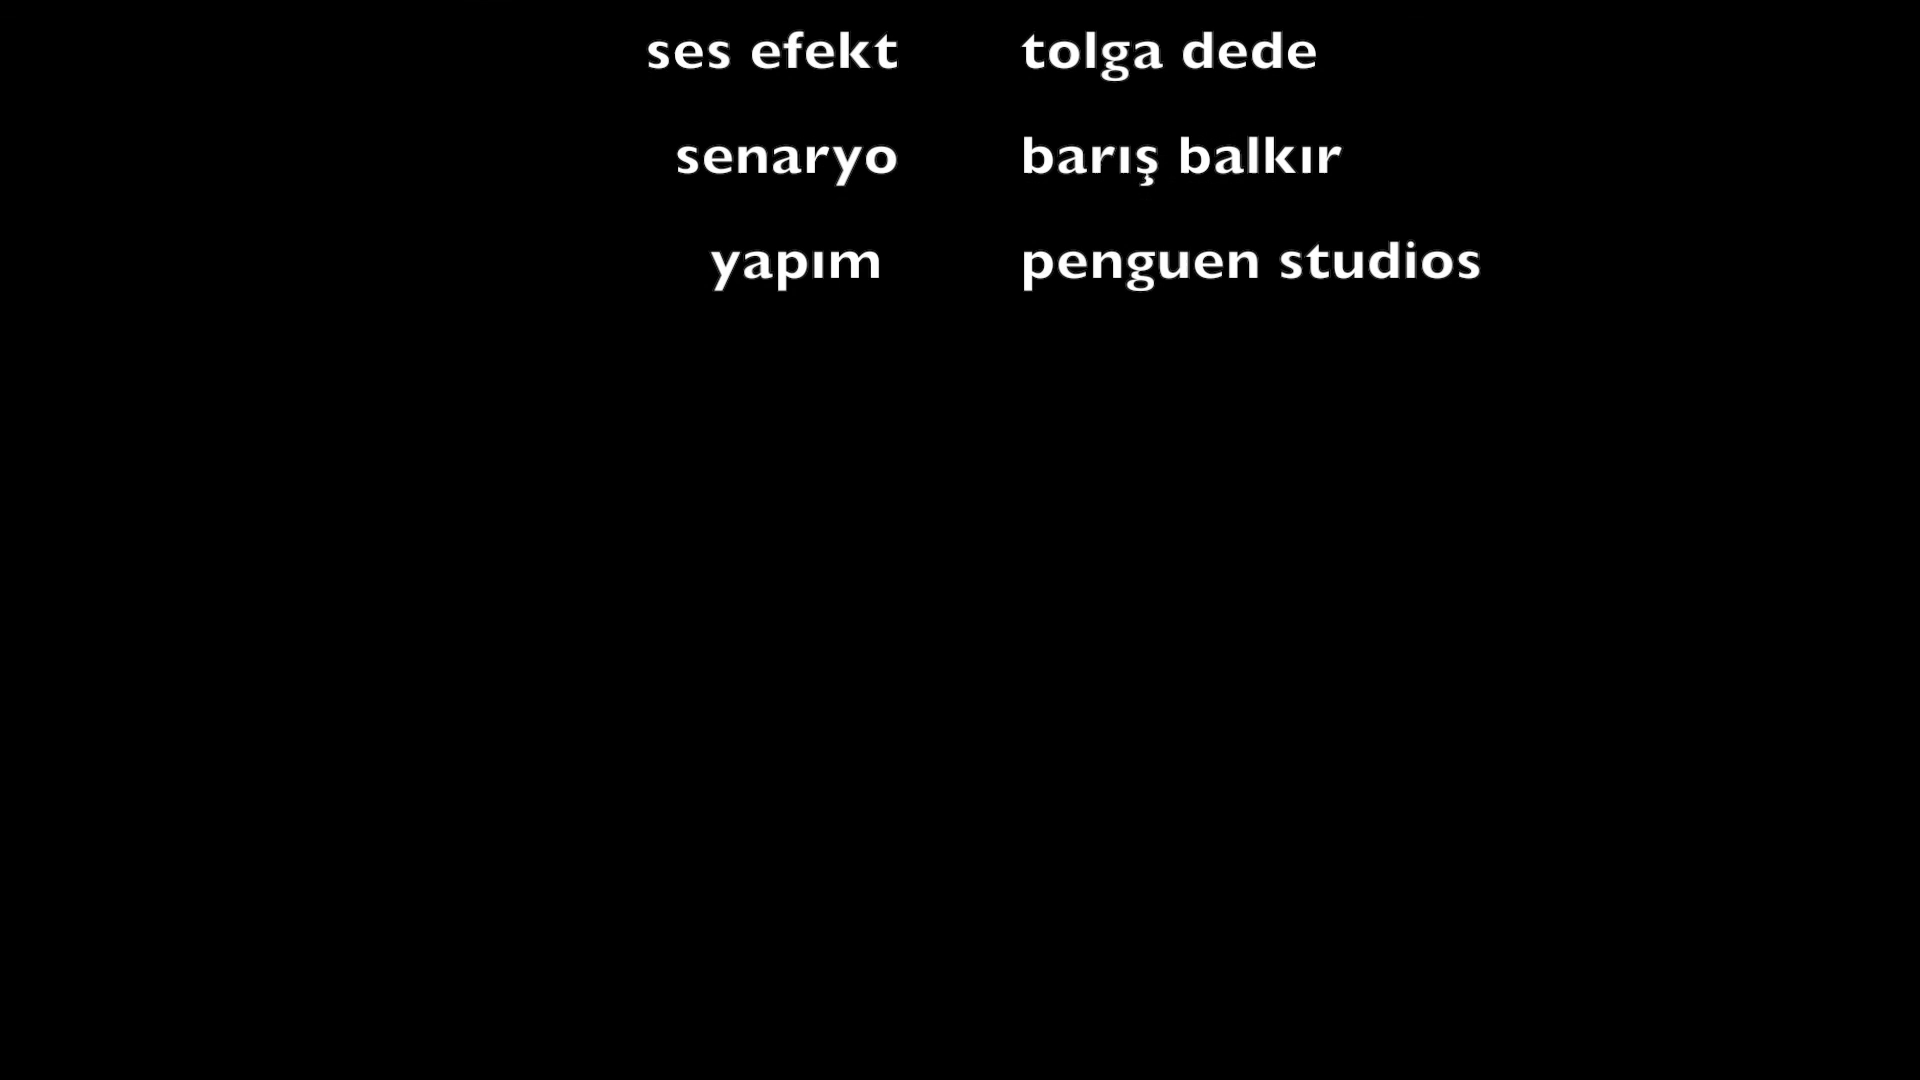 ses efekt tolga dede
senaryo barış balkır
yapım penguen studios